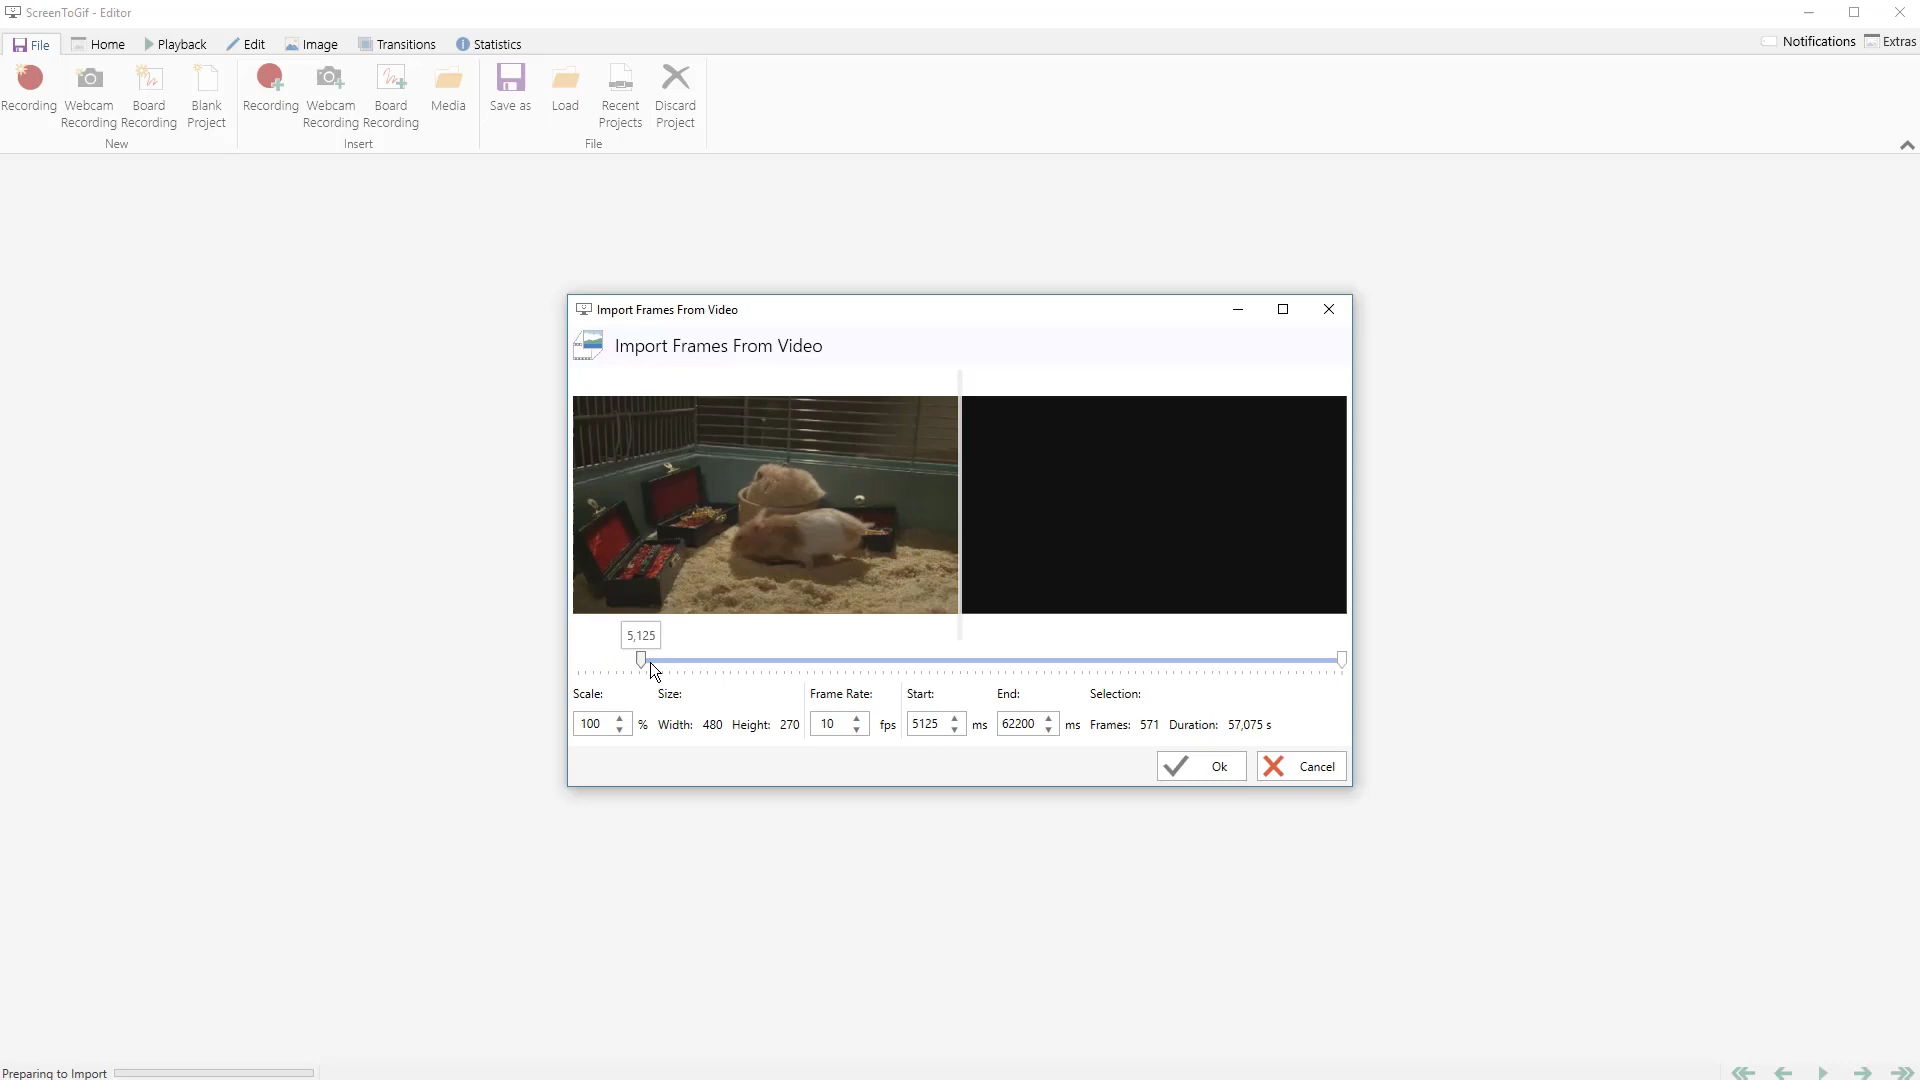 ScreenToGif - Editor
File Home Playback Edit Image Transitions Statistics Notifications Extras
Recording Webcam Recording Board Recording Blank Project
New
Recording Webcam Recording Board Recording Media
Insert
Save as Load Recent Projects Discard Project
File
Import Frames From Video
Import Frames From Video
5,125
Scale: Size: Frame Rate: Start: End: Selection:
100 % Width: 480 Height: 270 10 fps 5125 ms 62200 ms Frames: 571 Duration: 57,075 s
Ok Cancel
Preparing to Import